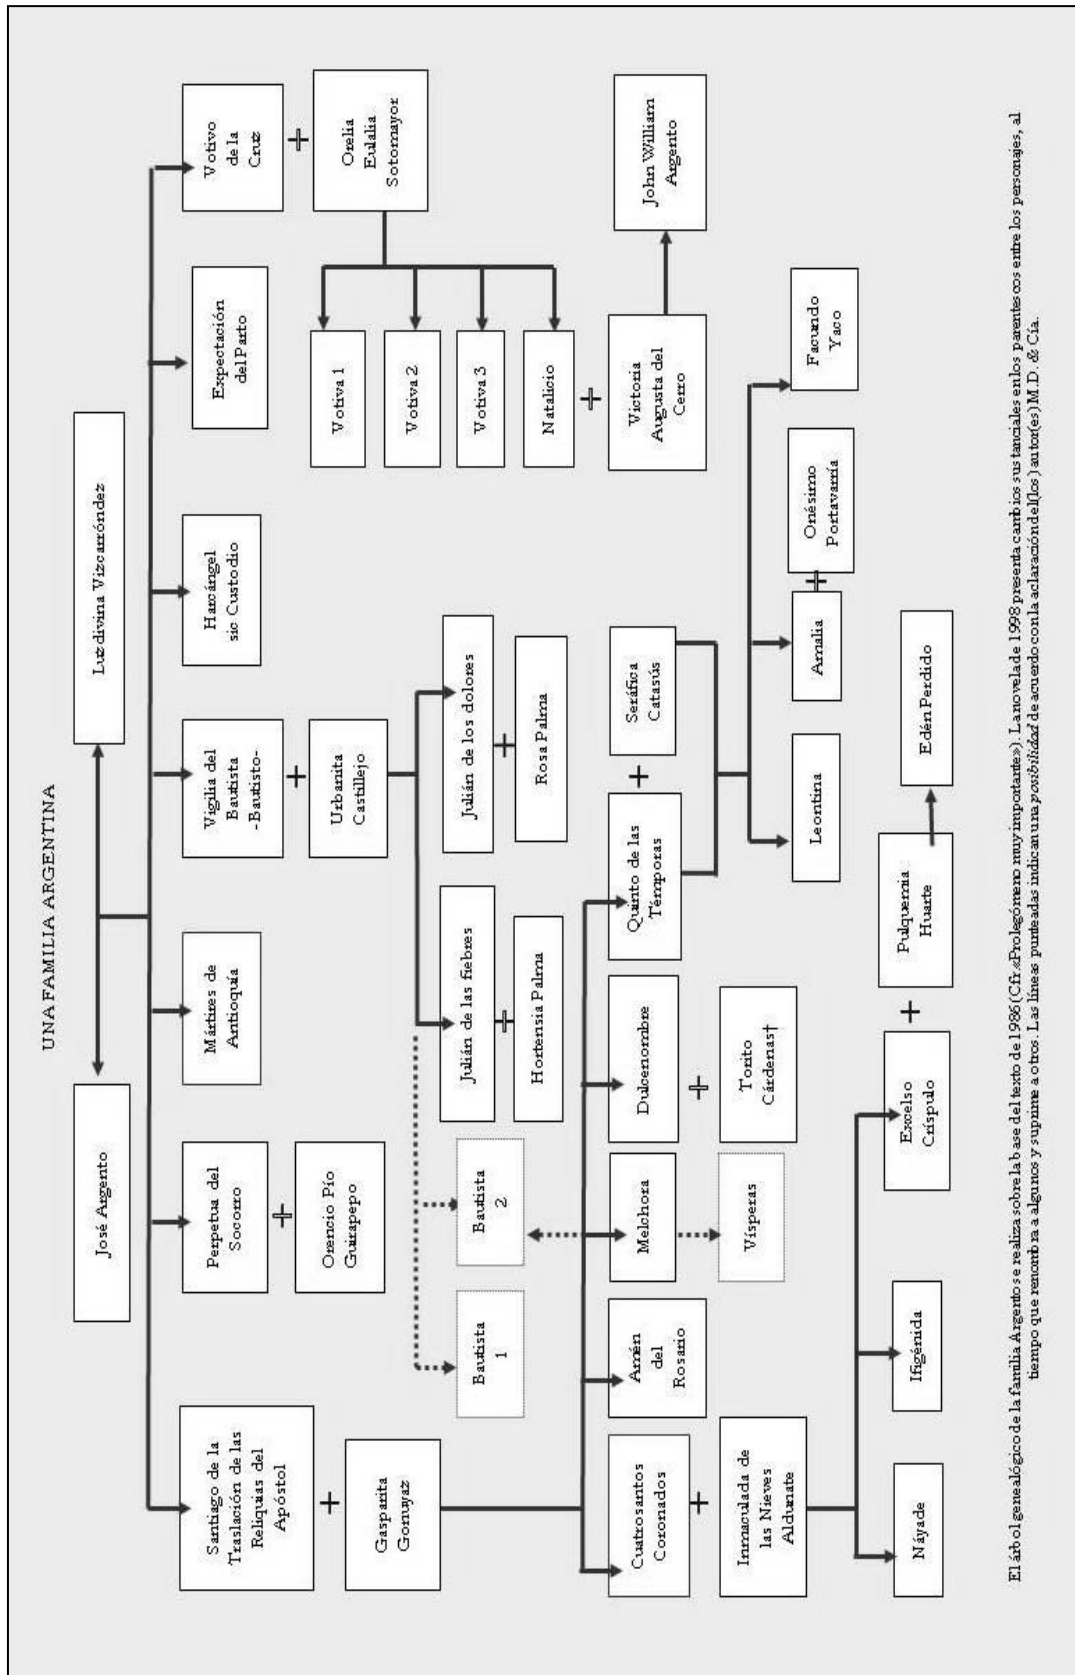 UNA FAMILIA ARGENTINA
José Argento
Luzdivina Vizcarróndez
Santiago de la
Traslación de las
Reliquias del
Apóstol
+
Gasparita
Gomuyaz
Perpetua del
Socorro
+
Orencio Pío
Guirapepo
Mártires de
Antioquía
Vigilia del
Bautista
-Bautisto-
+
Urbanita
Castillejo
Harcángel
sic Custodio
Expectación
del Parto
Votivo
de la
Cruz
+
Orelia
Eulalia
Sotomayor
Votiva 1
Votiva 2
Votiva 3
Natalicio
+
Victoria
Augusta del
Cerro
John William
Argento
Julián de las fiebres
+
Hortensia Palma
Julián de los dolores
+
Rosa Palma
Bautista
1
Bautista
2
Cuatrosantos
Coronados
+
Inmaculada de
las Nieves
Aldunate
Amén
del
Rosario
Melchora
Vísperas
Dulcenombre
+
Torito
Cárdenas†
Quinto de las
Témporas
+
Seráfica
Catasús
Leontina
Amalia
+
Onésimo
Portavarría
Facundo
Yaco
Náyade
Ifigénida
Excelso
Críspulo
+
Pulquemia
Huarte
Edén Perdido
El árbol genealógico de la familia Argento se realiza sobre la base del texto de 1986 (Cfr. «Prolegómeno muy importante»). La novela de 1998 presenta cambios sustanciales en los parentescos entre los personajes, al
tiempo que renombra a algunos y suprime a otros. Las líneas punteadas indican una posibilidad de acuerdo con la aclaración del(los) autor(es) M.D. & Cía.